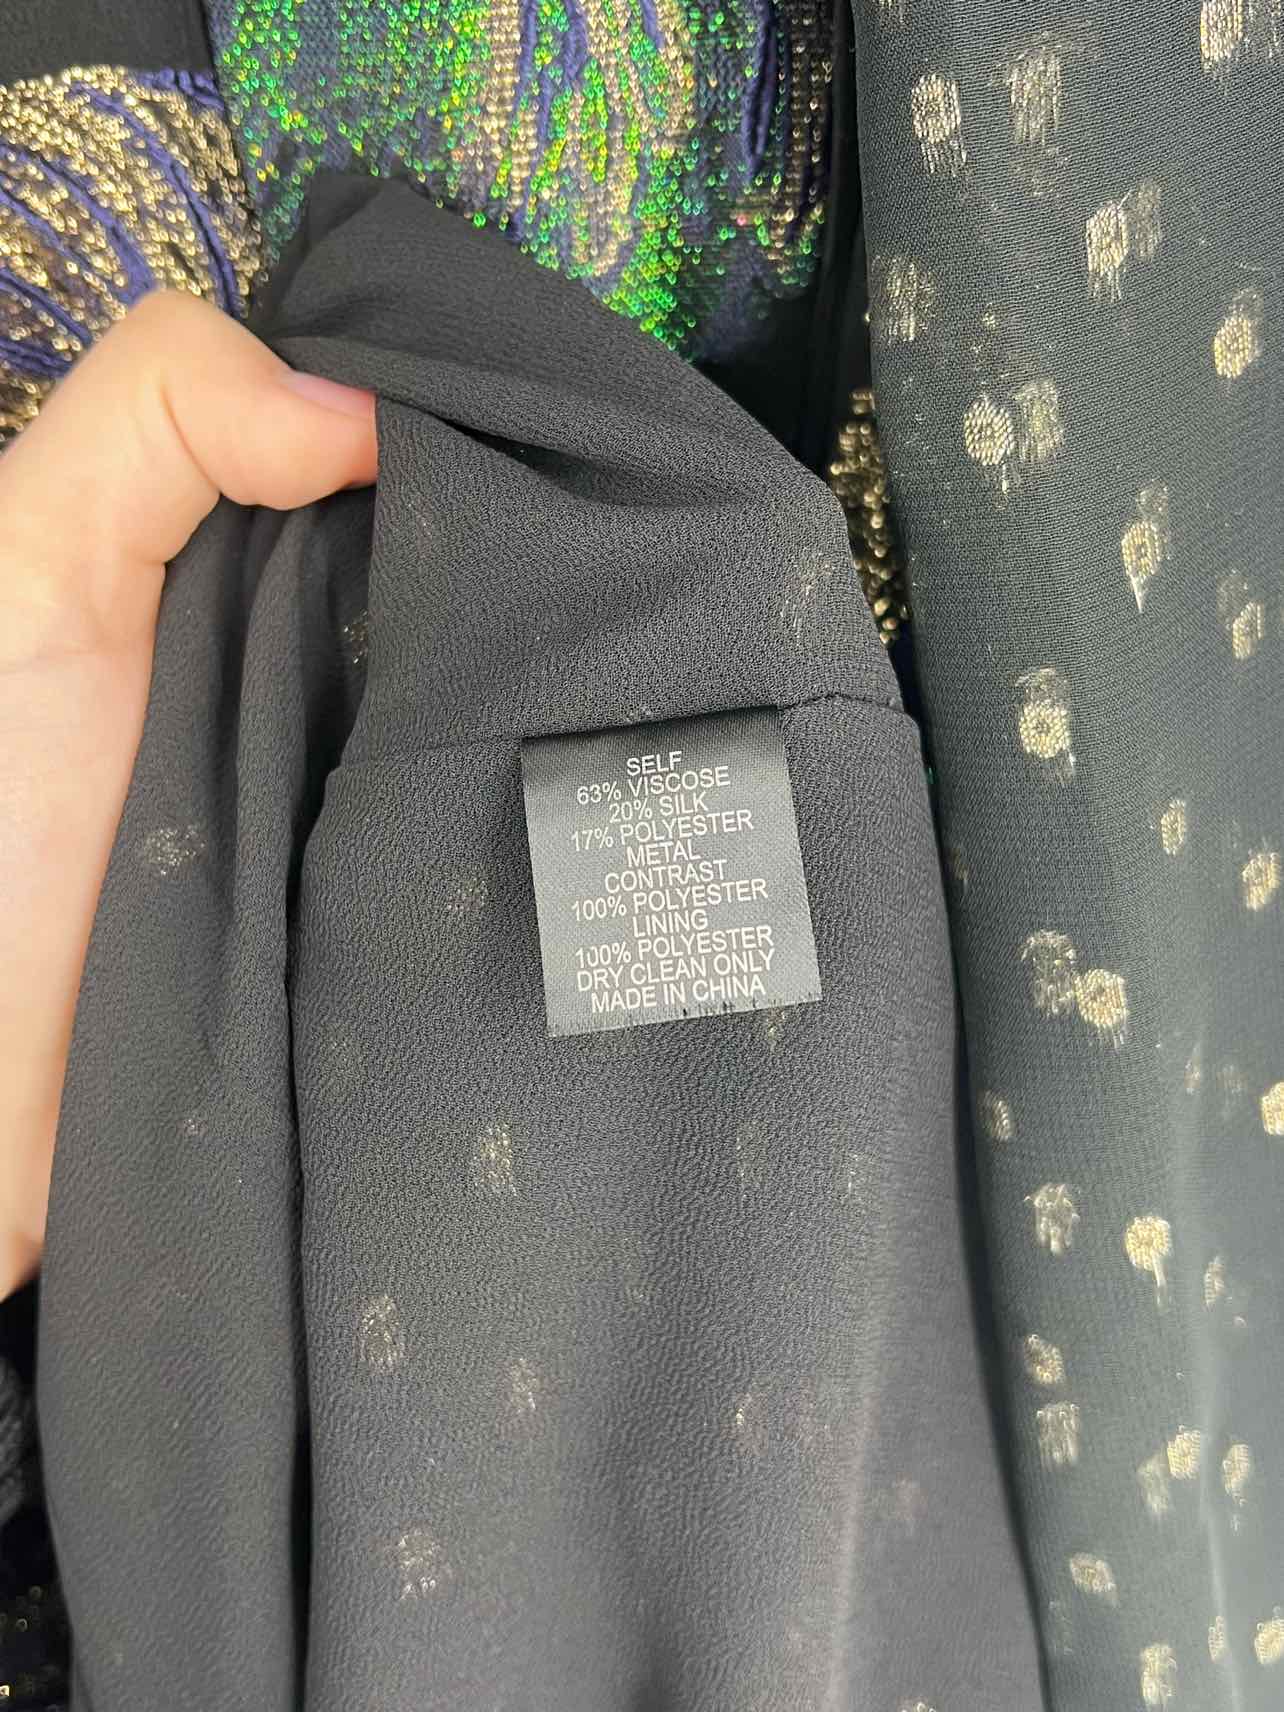 SELF
63% VISCOSE
20% SILK
17% POLYESTER
METAL
CONTRAST
100% POLYESTER
LINING
100% POLYESTER
DRY CLEAN ONLY
MADE IN CHINA